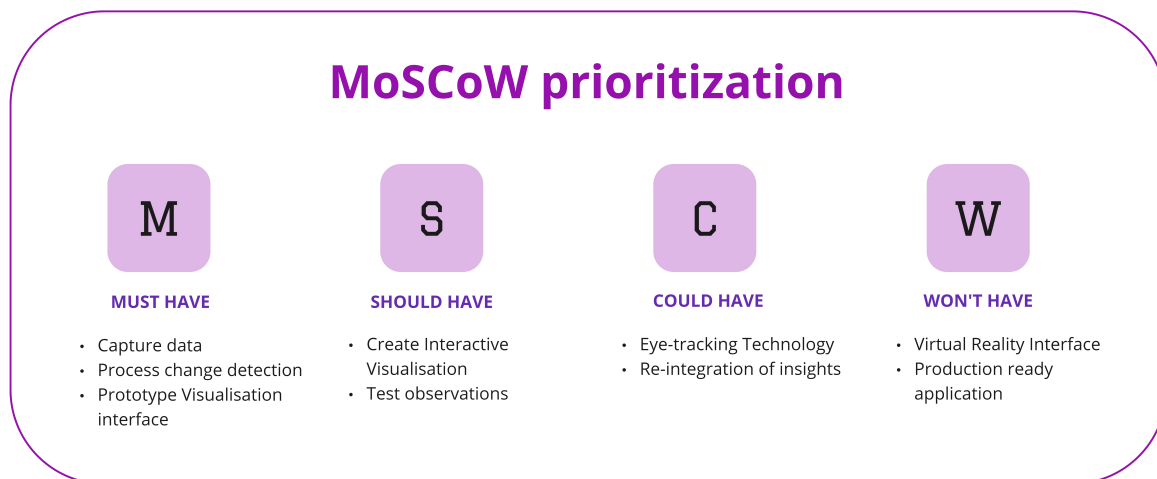 MoSCoW prioritization
M
MUST HAVE
• Capture data
• Process change detection
• Prototype Visualisation
interface
S
SHOULD HAVE
• Create Interactive
Visualisation
• Test observations
C
COULD HAVE
• Eye-tracking Technology
• Re-integration of insights
W
WON'T HAVE
• Virtual Reality Interface
• Production ready
application